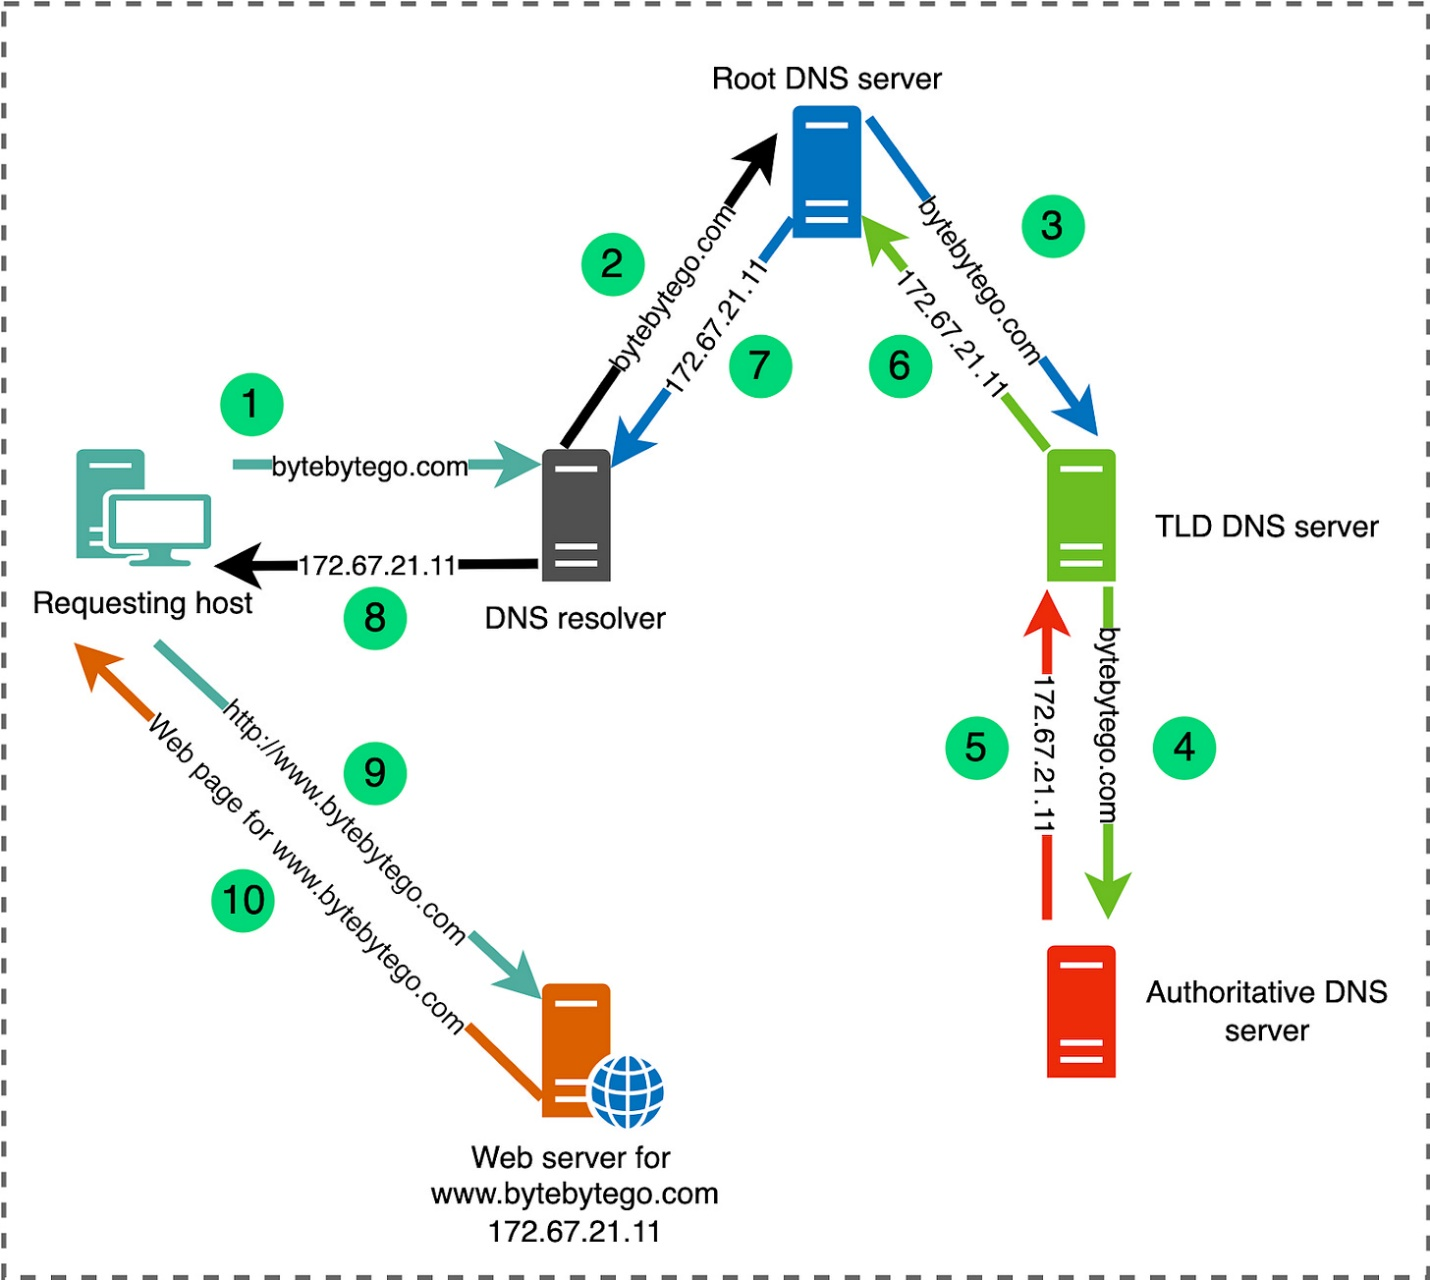 Root DNS server
2
bytebytego.com
172.67.21.11
7
bytebytego.com
3
172.67.21.11
6
1
bytebytego.com
172.67.21.11
8
Requesting host
DNS resolver
TLD DNS server
http://www.bytebytego.com
9
Web page for www.bytebytego.com
10
5
172.67.21.11
bytebytego.com
4
Authoritative DNS
server
Web server for
www.bytebytego.com
172.67.21.11